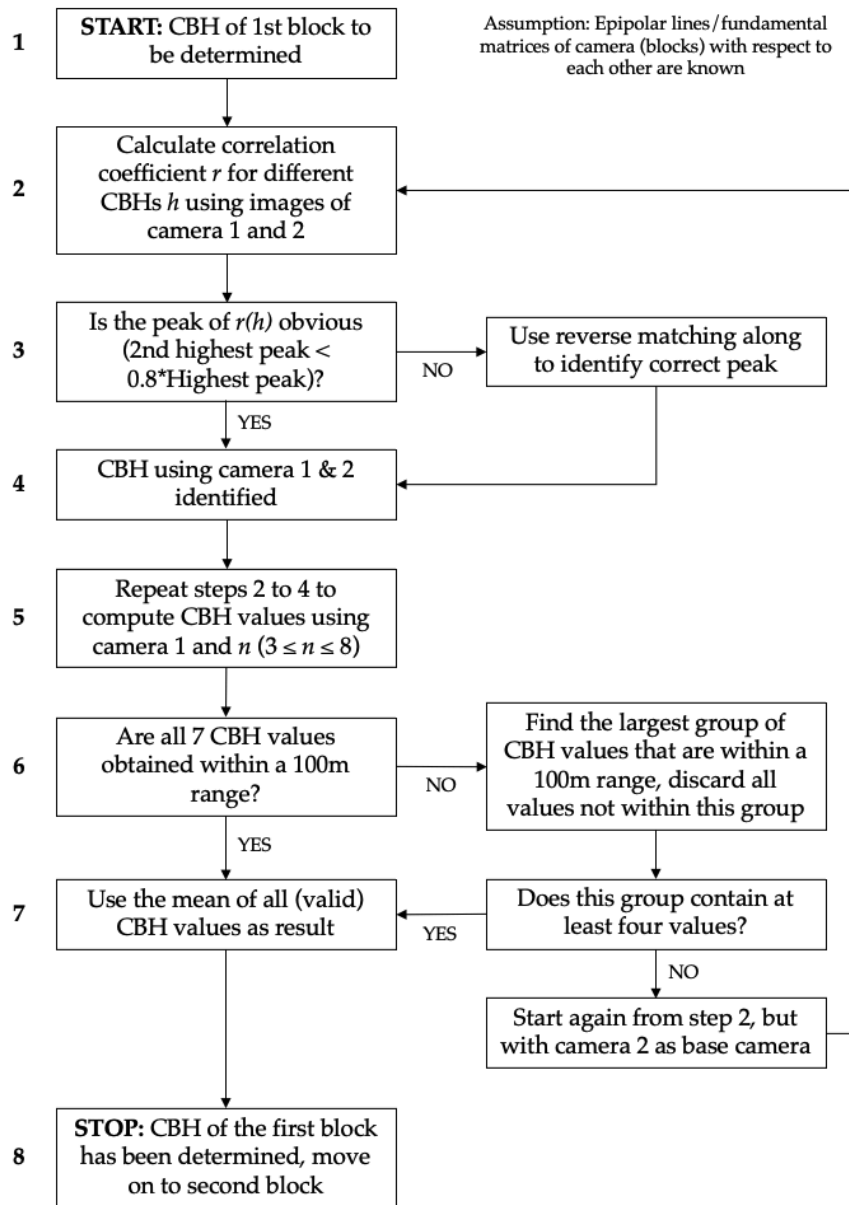 1
START: CBH of 1st block to
be determined
Assumption: Epipolar lines/fundamental
matrices of camera (blocks) with respect to
each other are known
2
Calculate correlation
coefficient r for different
CBHs h using images of
camera 1 and 2
3
Is the peak of r(h) obvious
(2nd highest peak <
0.8*Highest peak)?
NO
Use reverse matching along
to identify correct peak
YES
4
CBH using camera 1 & 2
identified
5
Repeat steps 2 to 4 to
compute CBH values using
camera 1 and n (3 ≤ n ≤ 8)
6
Are all 7 CBH values
obtained within a 100m
range?
NO
Find the largest group of
CBH values that are within a
100m range, discard all
values not within this group
YES
7
Use the mean of all (valid)
CBH values as result
YES
Does this group contain at
least four values?
NO
Start again from step 2, but
with camera 2 as base camera
8
STOP: CBH of the first block
has been determined, move
on to second block